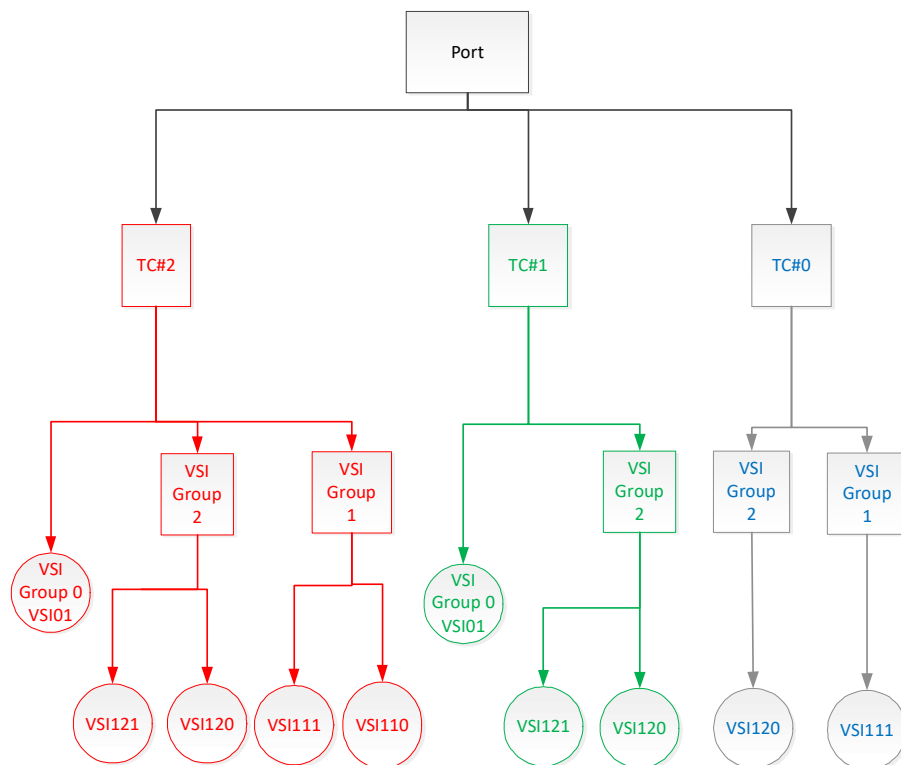 Port
TC#2
TC#1
TC#0
VSI
Group
2
VSI
Group
1
VSI
Group
2
VSI
Group
2
VSI
Group
1
VSI
Group 0
VSI01
VSI
Group 0
VSI01
VSI121
VSI120
VSI111
VSI110
VSI121
VSI120
VSI120
VSI111